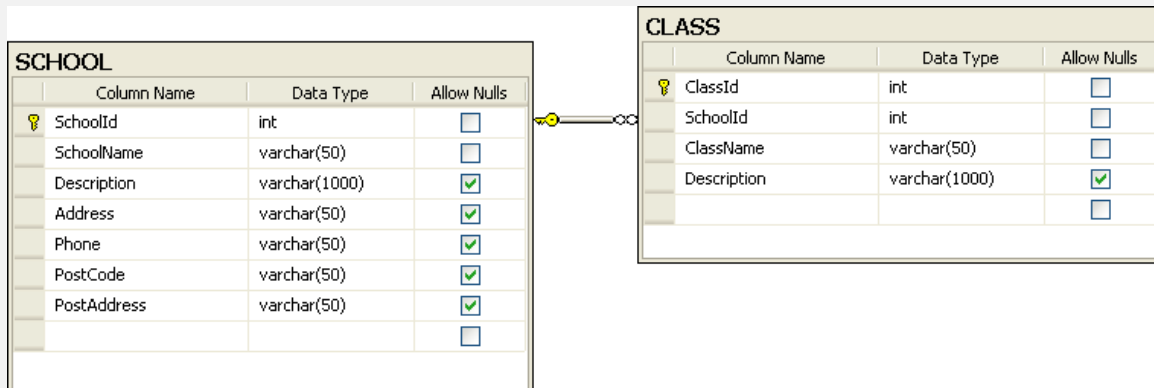 SCHOOL
Column Name Data Type Allow Nulls
SchoolId int
SchoolName varchar(50)
Description varchar(1000)
Address varchar(50)
Phone varchar(50)
PostCode varchar(50)
PostAddress varchar(50)
CLASS
Column Name Data Type Allow Nulls
ClassId int
SchoolId int
ClassName varchar(50)
Description varchar(1000)